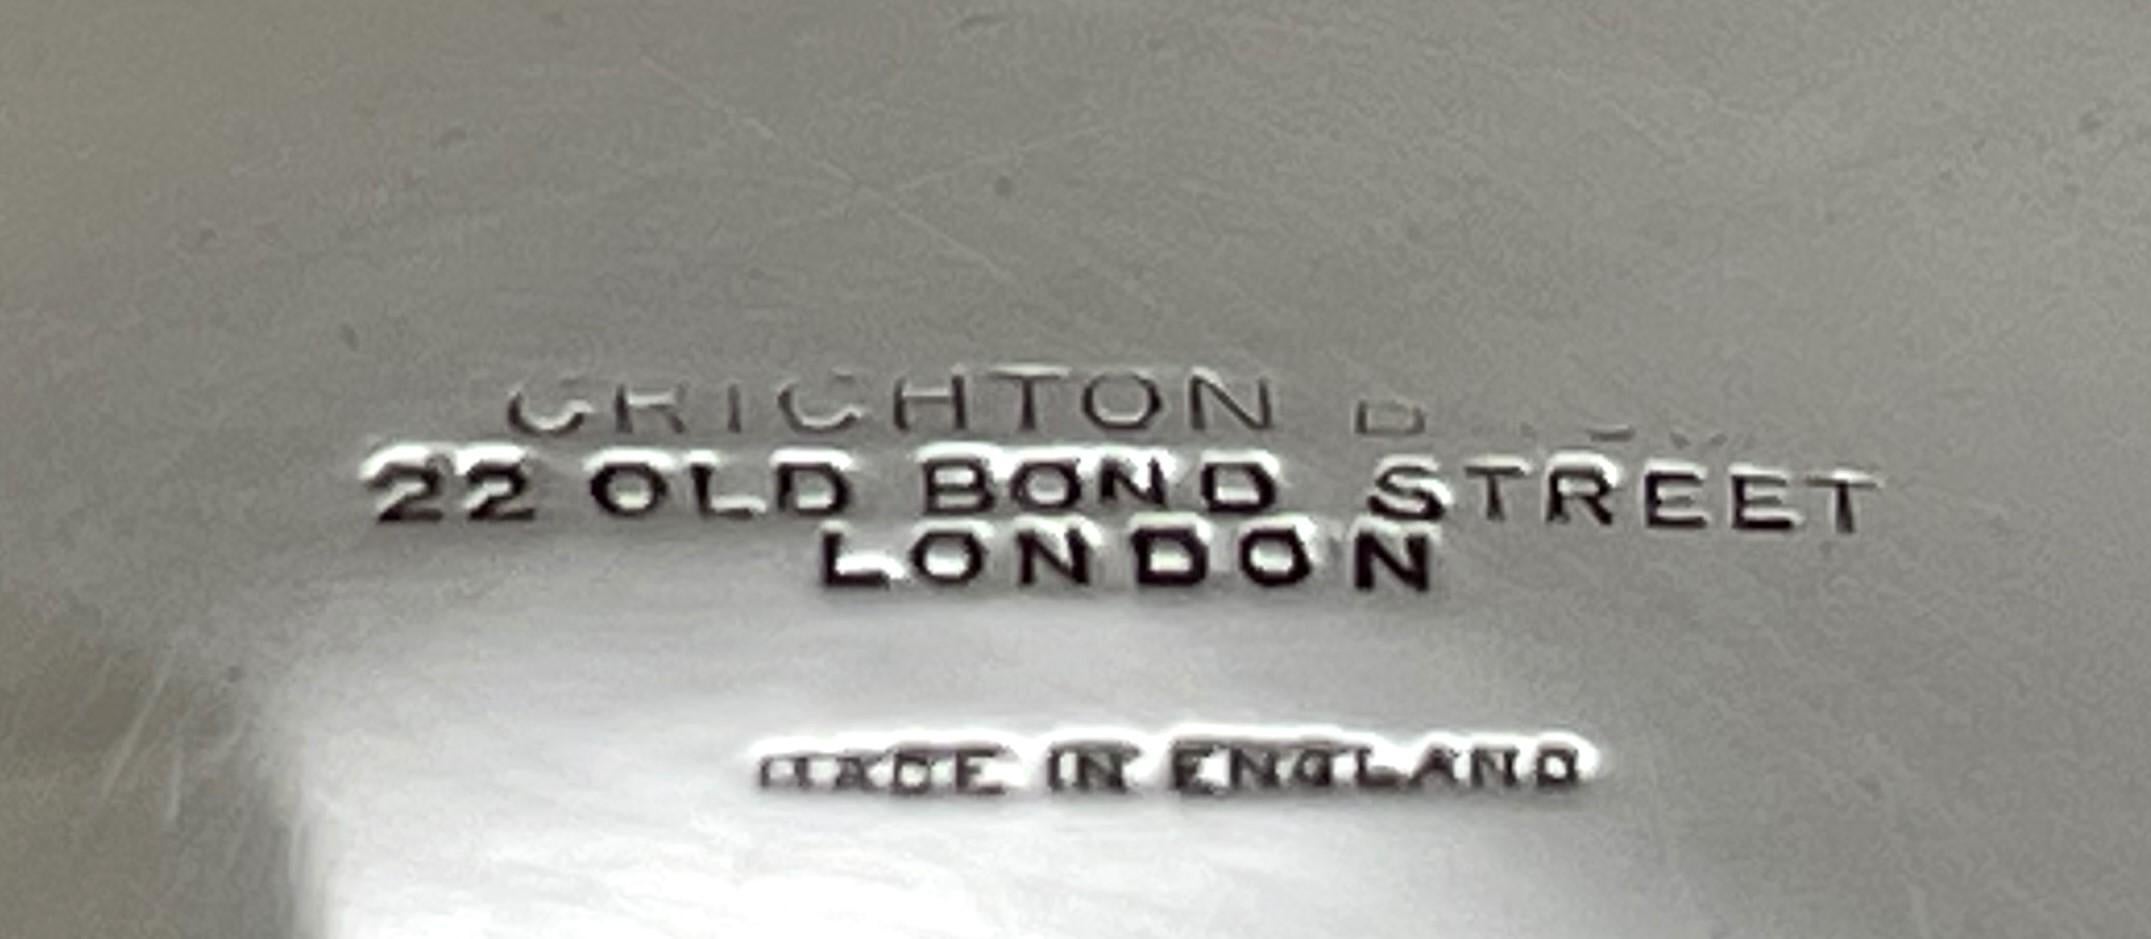 CRICHTON
22 OLD BOND STREET
LONDON
MADE IN ENGLAND